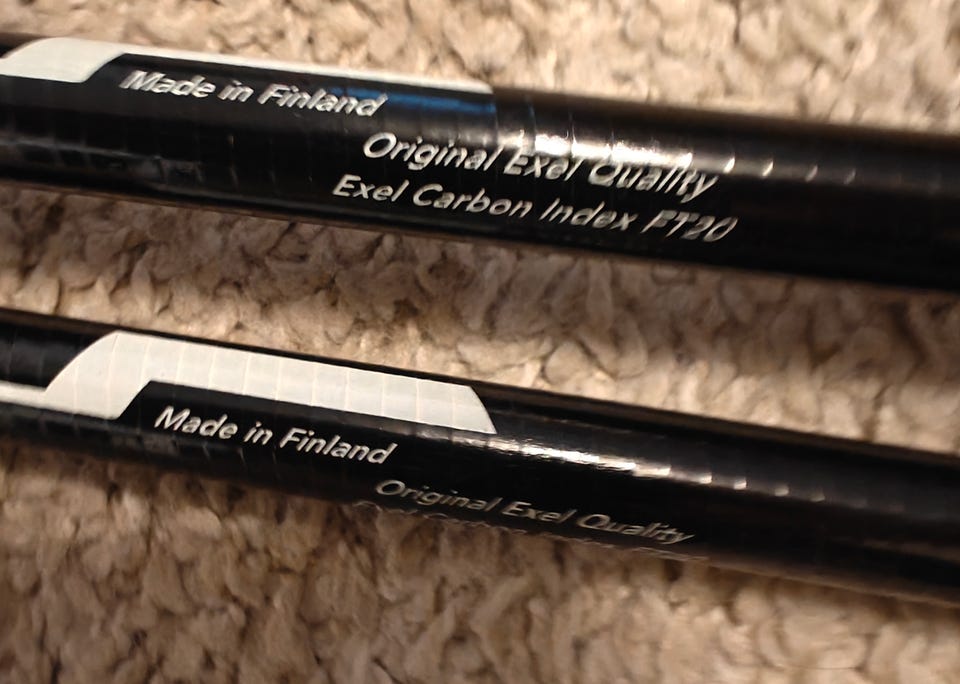 Made in Finland
Original Exel Quality
Exel Carbon Index FT20
Made in Finland
Original Exel Quality